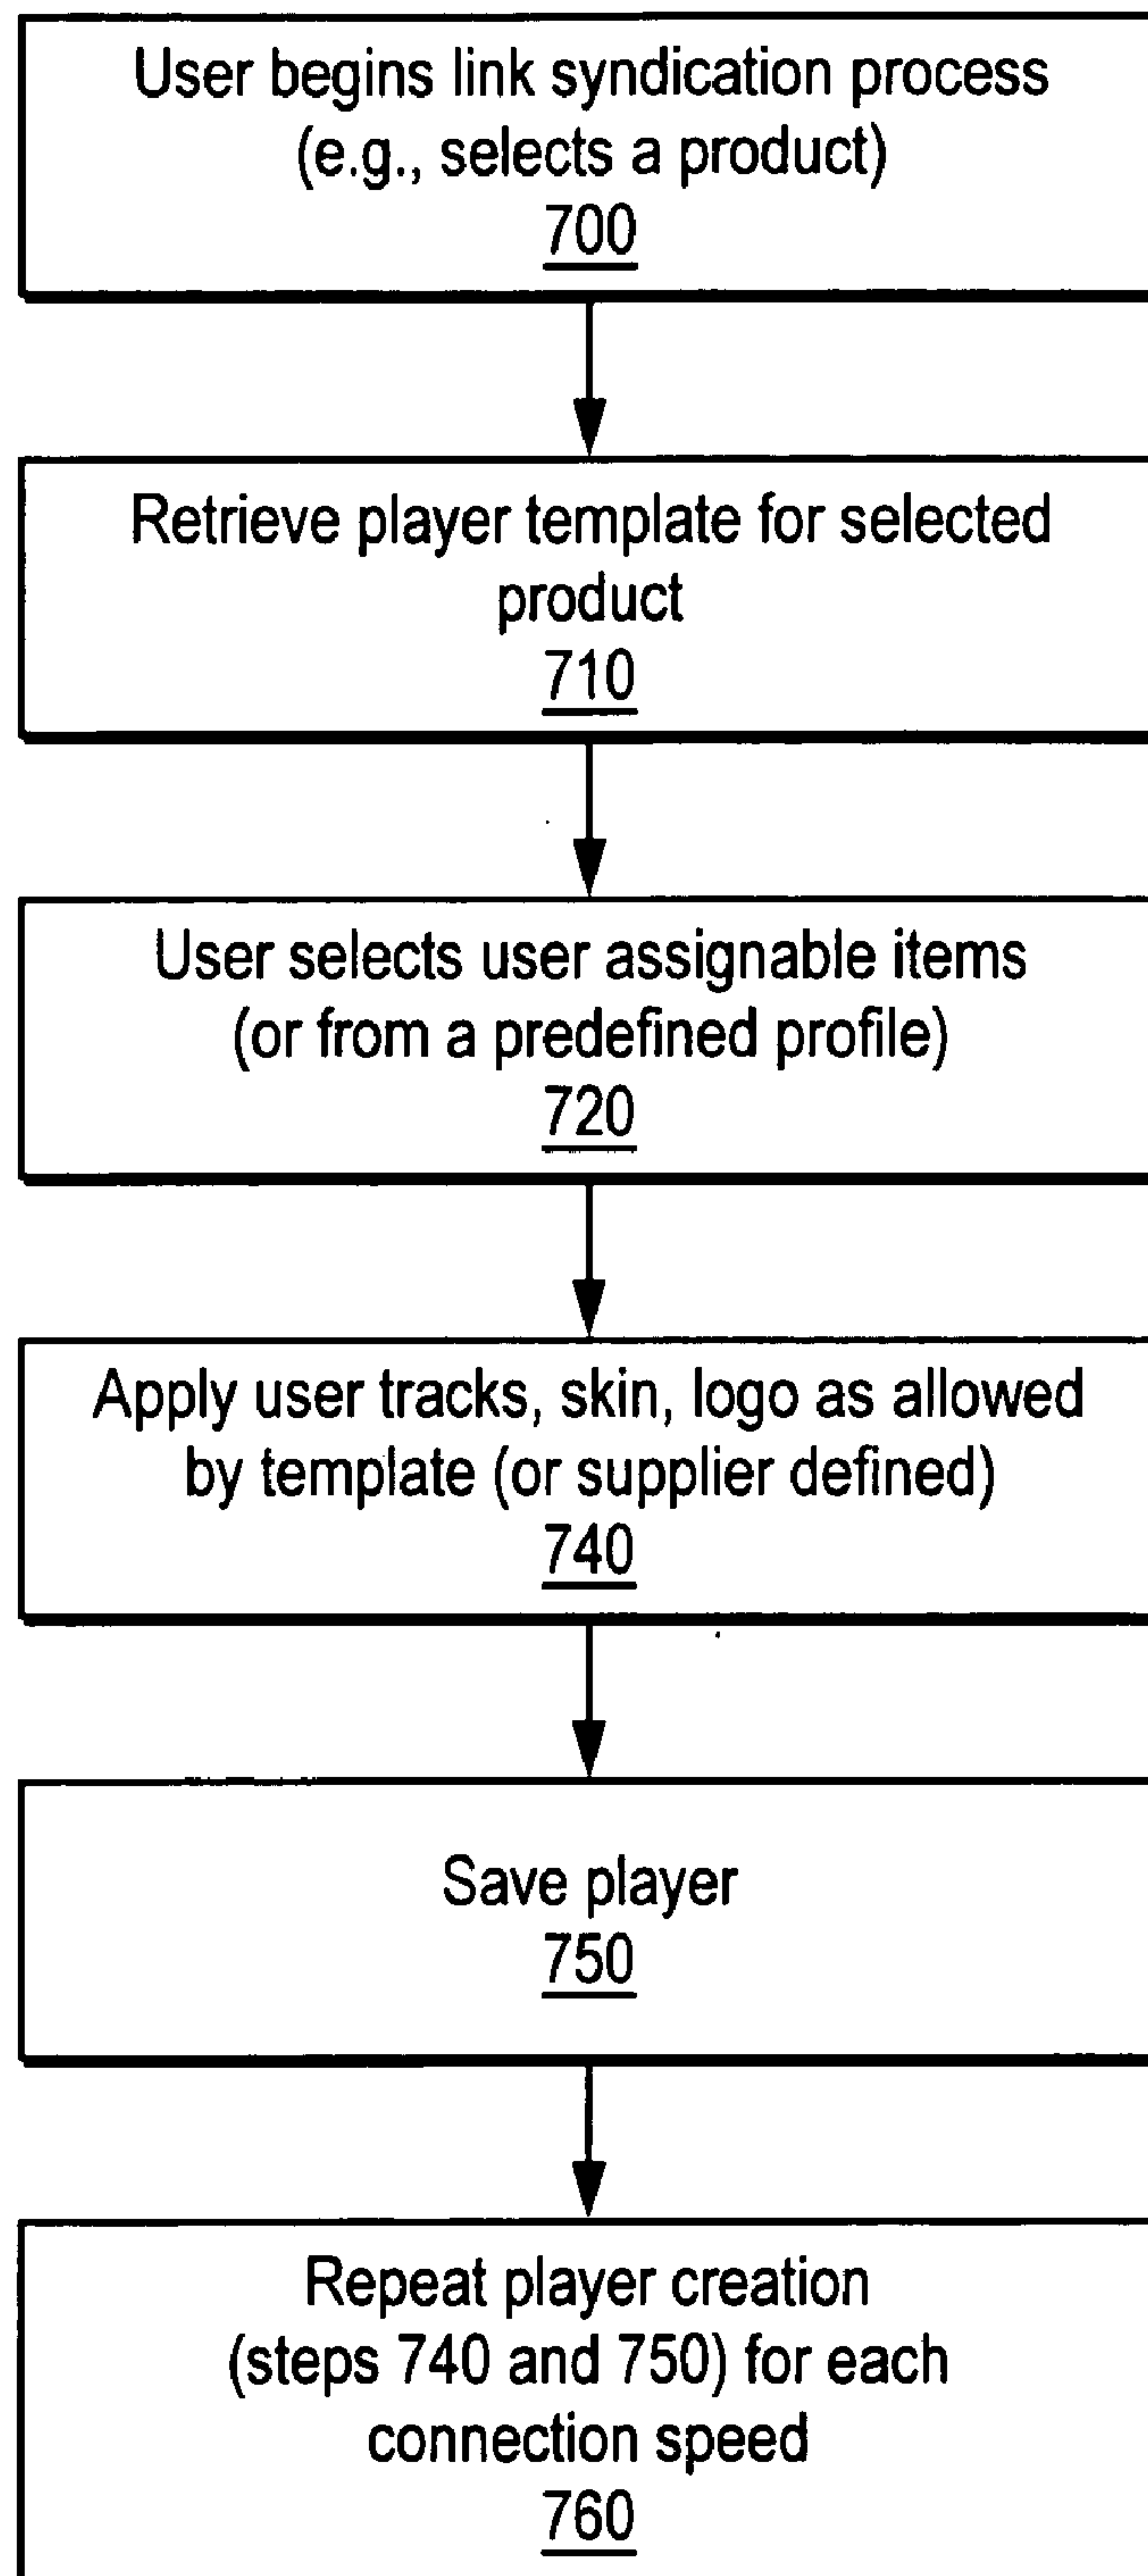 User begins link syndication process
(e.g., selects a product)
700
Retrieve player template for selected
product
710
User selects user assignable items
(or from a predefined profile)
720
Apply user tracks, skin, logo as allowed
by template (or supplier defined)
740
Save player
750
Repeat player creation
(steps 740 and 750) for each
connection speed
760